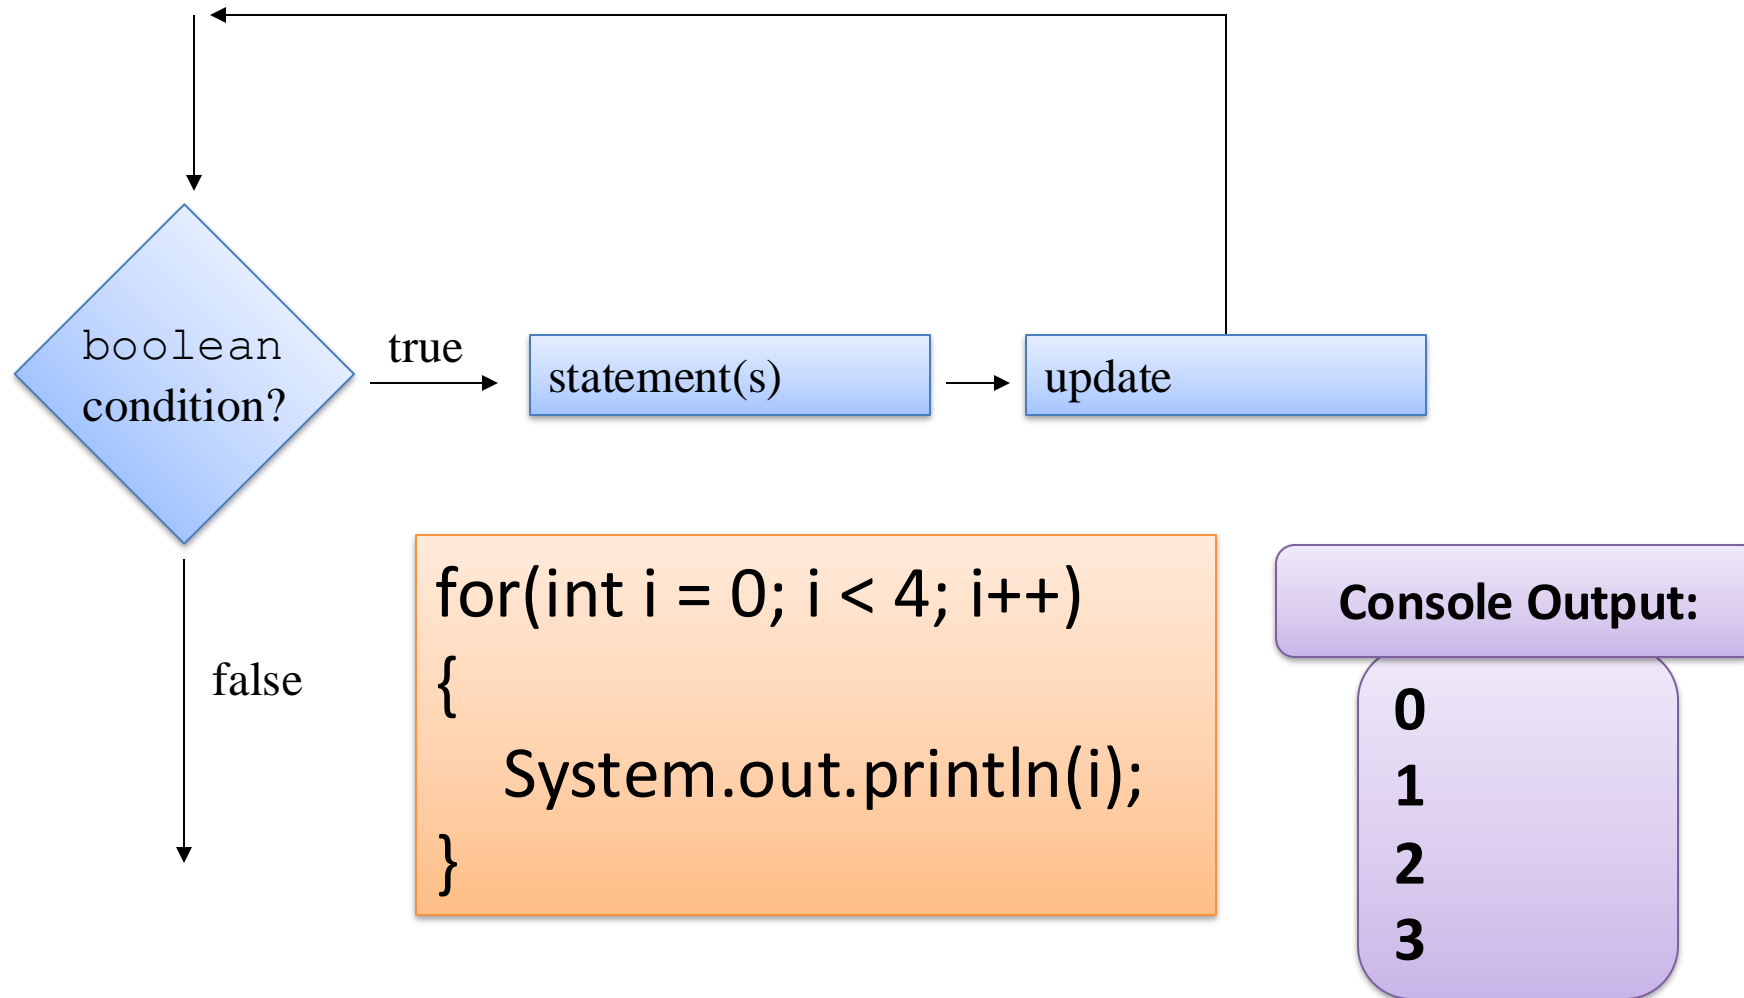 boolean
condition?
true
statement(s)
update
false
for(int i = 0; i < 4; i++)
{
System.out.println(i);
}
Console Output:
0
1
2
3